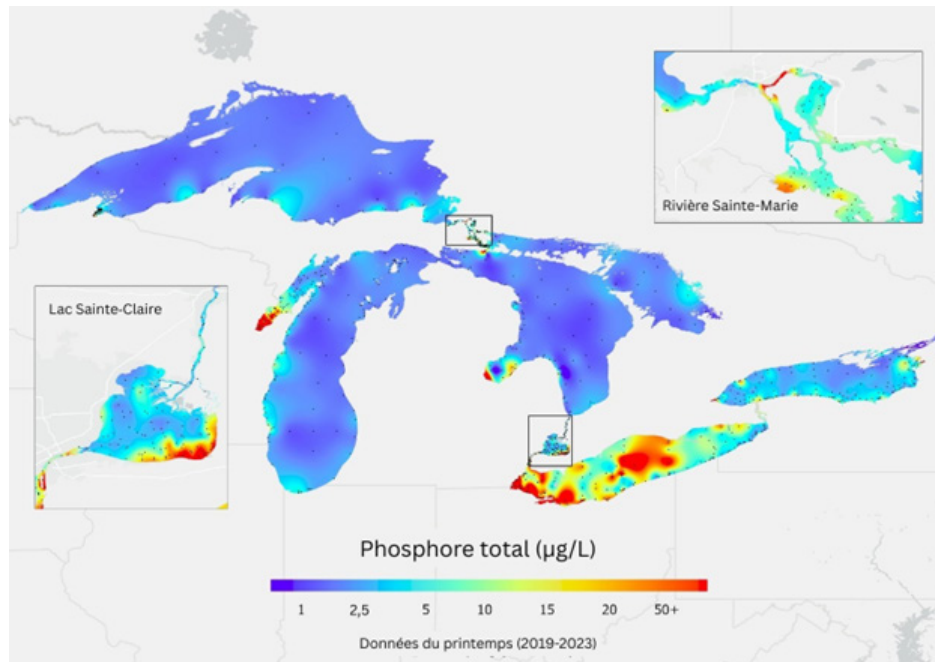 Rivière Sainte-Marie
Lac Sainte-Claire
Phosphore total (µg/L)
1 2,5 5 10 15 20 50+
Données du printemps (2019-2023)